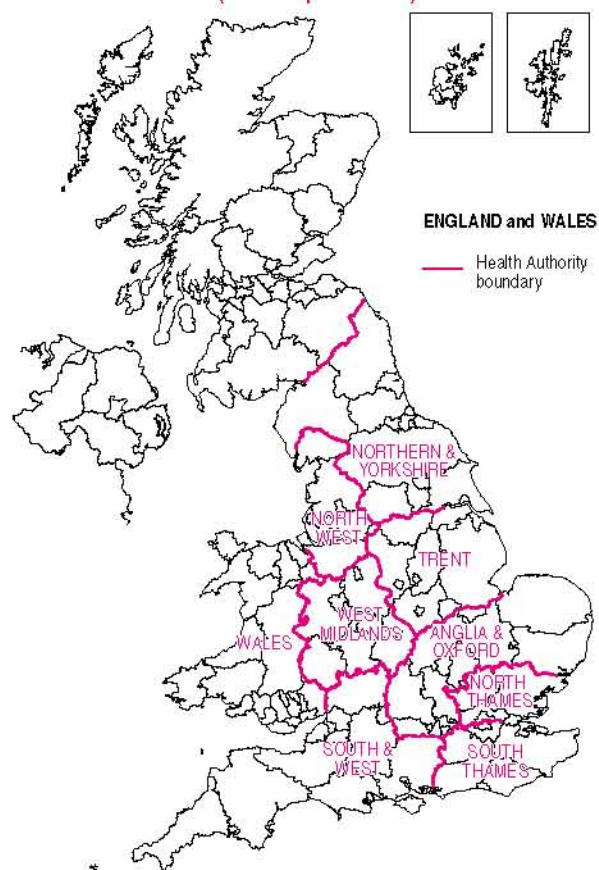 ENGLAND and WALES
Health Authority
boundary
NORTHERN &
YORKSHIRE
NORTH
WEST
TRENT
WEST
MIDLANDS
WALES
ANGLIA &
OXFORD
NORTH
THAMES
SOUTH &
WEST
SOUTH
THAMES